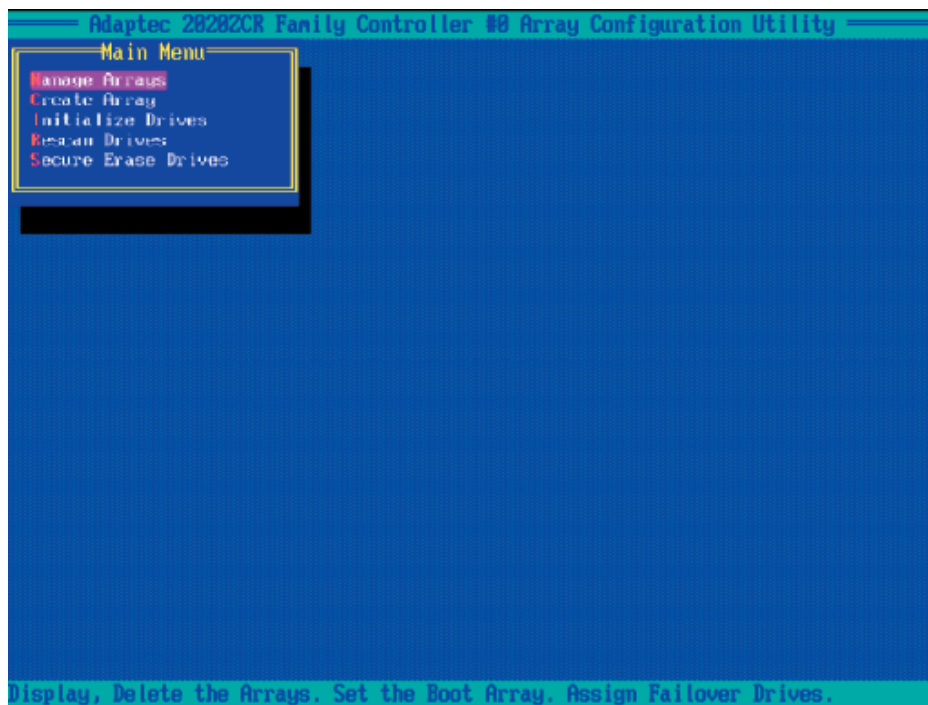 Adaptec 20202CR Family Controller #0 Array Configuration Utility
Main Menu
Manage Arrays
Create Array
Initialize Drives
Rescan Drives
Secure Erase Drives
Display, Delete the Arrays. Set the Boot Array. Assign Failover Drives.